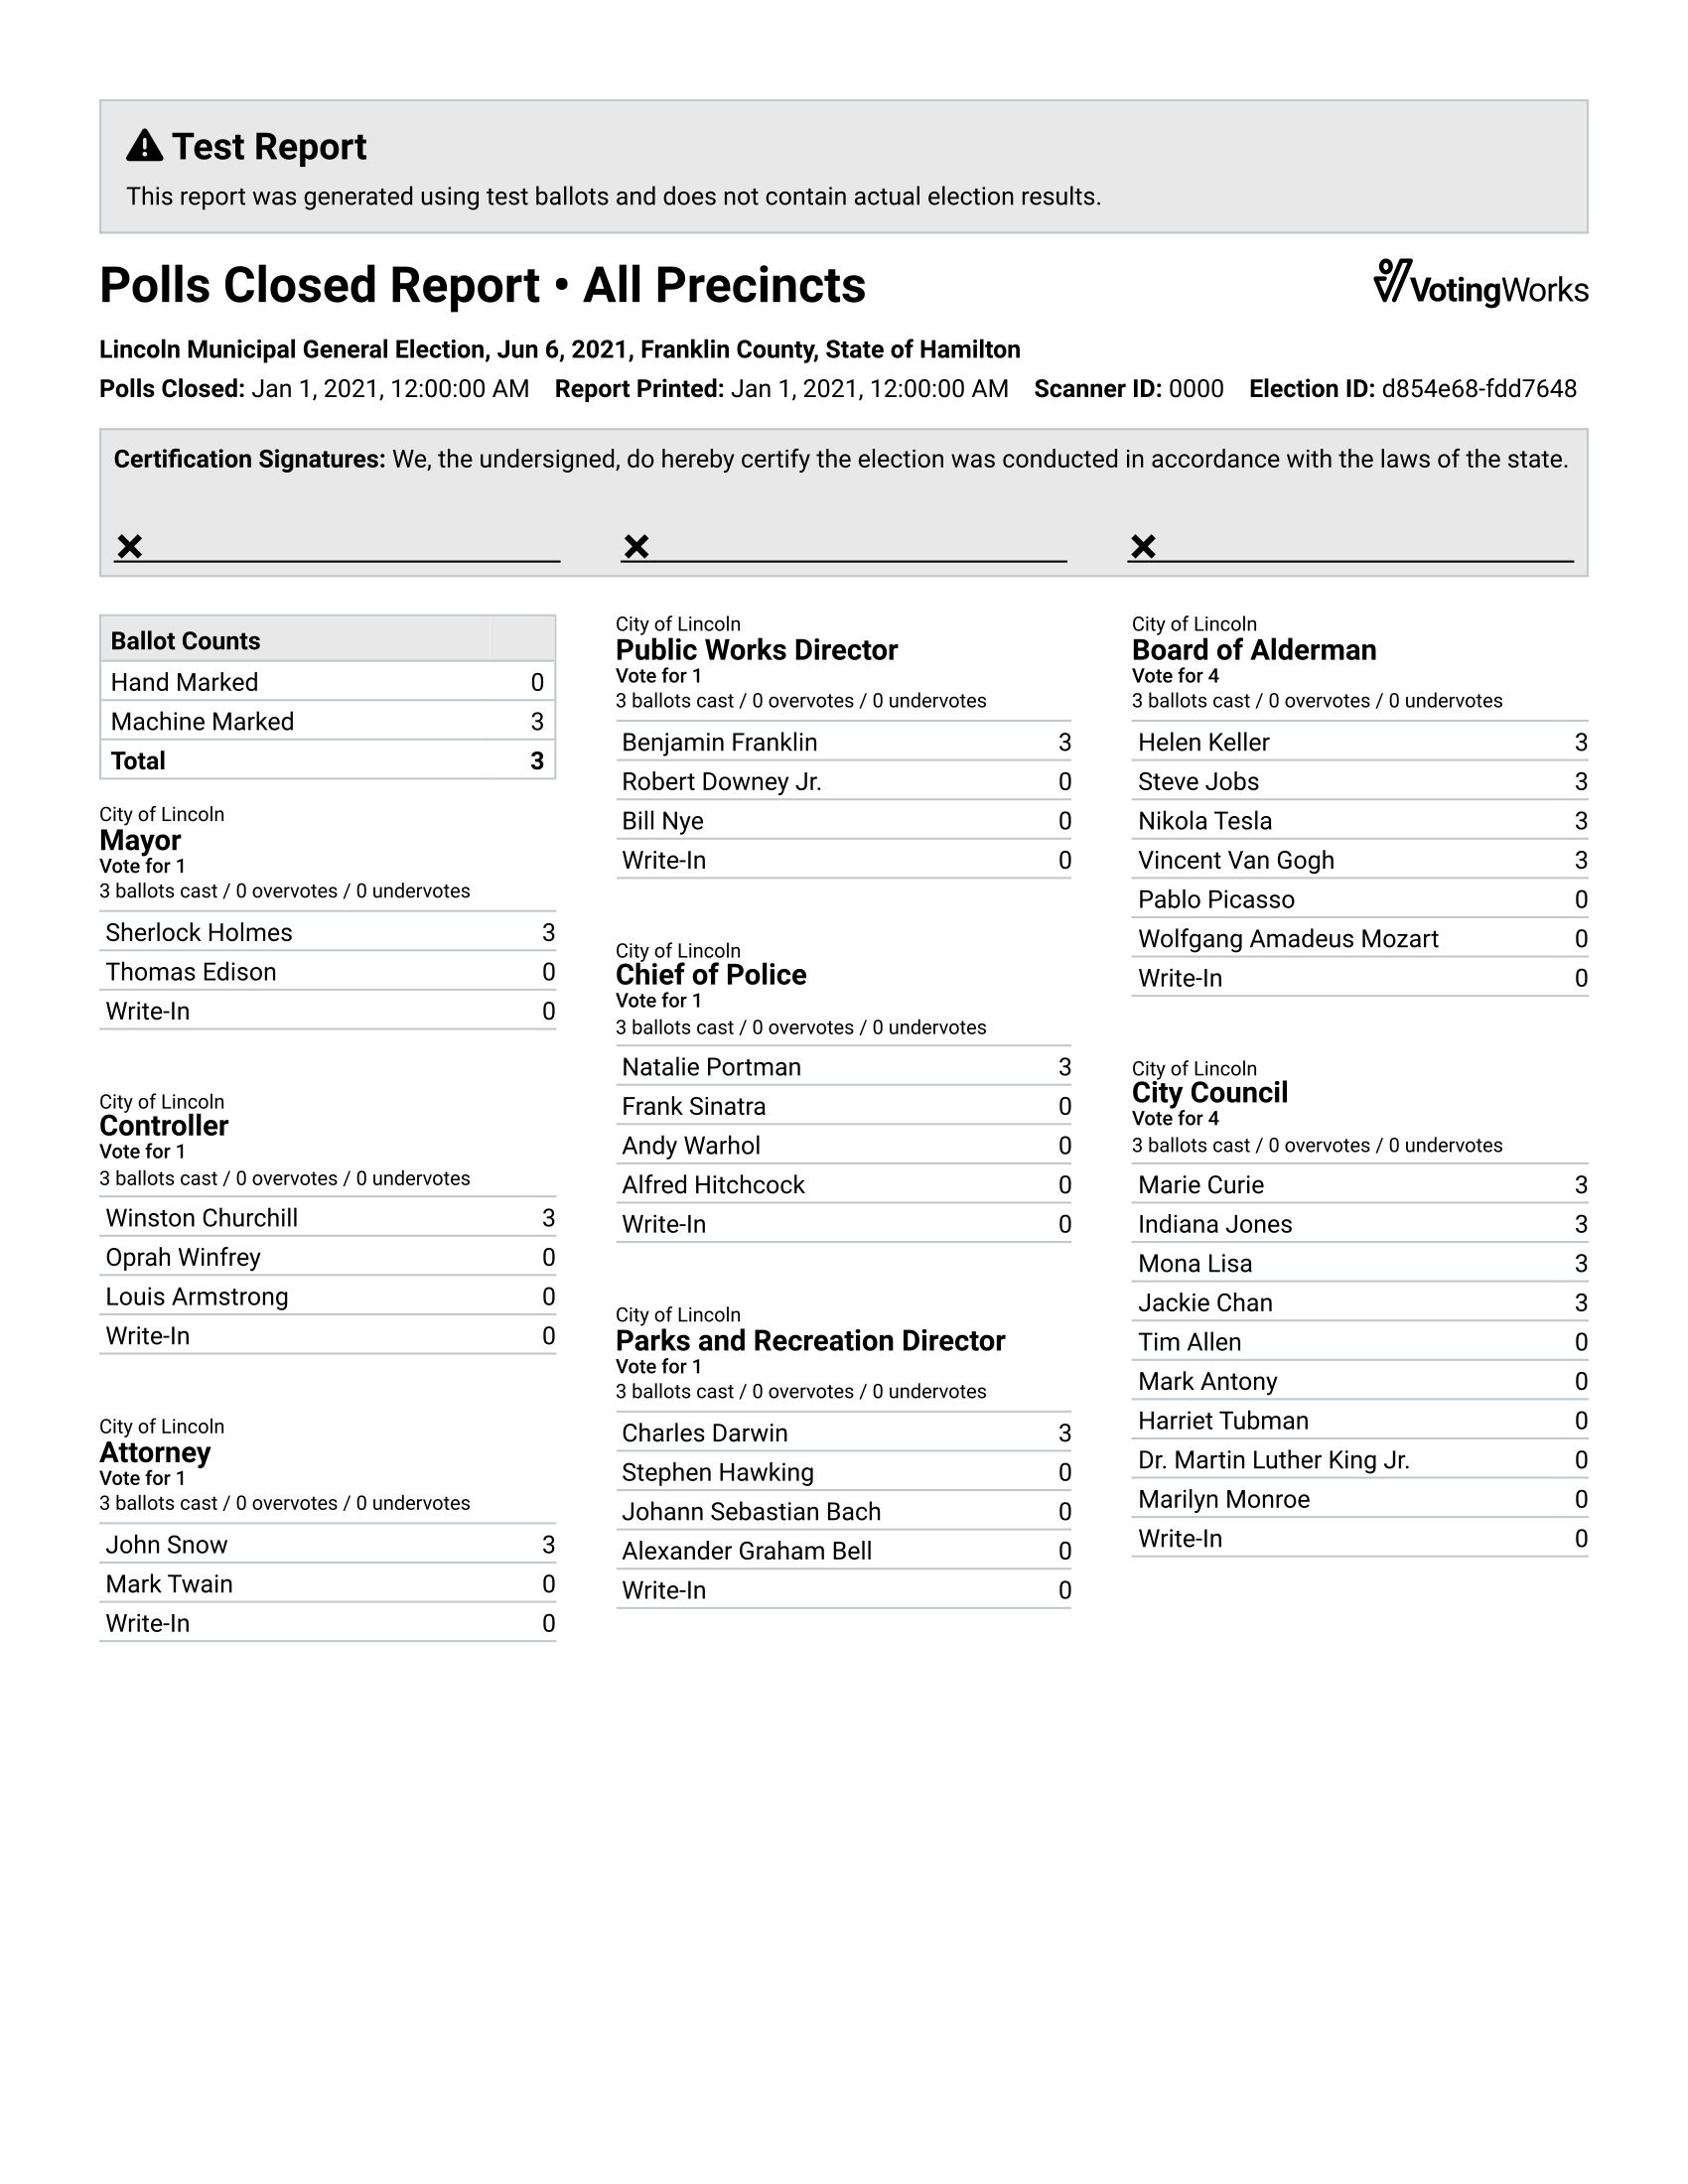 Test Report
This report was generated using test ballots and does not contain actual election results.
Polls Closed Report • All Precincts
VotingWorks
Lincoln Municipal General Election, Jun 6, 2021, Franklin County, State of Hamilton
Polls Closed: Jan 1, 2021, 12:00:00 AM Report Printed: Jan 1, 2021, 12:00:00 AM Scanner ID: 0000 Election ID: d854e68-fdd7648
Certification Signatures: We, the undersigned, do hereby certify the election was conducted in accordance with the laws of the state.
Ballot Counts
Hand Marked 0
Machine Marked 3
Total 3
City of Lincoln
Mayor
Vote for 1
3 ballots cast / 0 overvotes / 0 undervotes
Sherlock Holmes 3
Thomas Edison 0
Write-In 0
City of Lincoln
Controller
Vote for 1
3 ballots cast / 0 overvotes / 0 undervotes
Winston Churchill 3
Oprah Winfrey 0
Louis Armstrong 0
Write-In 0
City of Lincoln
Attorney
Vote for 1
3 ballots cast / 0 overvotes / 0 undervotes
John Snow 3
Mark Twain 0
Write-In 0
City of Lincoln
Public Works Director
Vote for 1
3 ballots cast / 0 overvotes / 0 undervotes
Benjamin Franklin 3
Robert Downey Jr. 0
Bill Nye 0
Write-In 0
City of Lincoln
Chief of Police
Vote for 1
3 ballots cast / 0 overvotes / 0 undervotes
Natalie Portman 3
Frank Sinatra 0
Andy Warhol 0
Alfred Hitchcock 0
Write-In 0
City of Lincoln
Parks and Recreation Director
Vote for 1
3 ballots cast / 0 overvotes / 0 undervotes
Charles Darwin 3
Stephen Hawking 0
Johann Sebastian Bach 0
Alexander Graham Bell 0
Write-In 0
City of Lincoln
Board of Alderman
Vote for 4
3 ballots cast / 0 overvotes / 0 undervotes
Helen Keller 3
Steve Jobs 3
Nikola Tesla 3
Vincent Van Gogh 3
Pablo Picasso 0
Wolfgang Amadeus Mozart 0
Write-In 0
City of Lincoln
City Council
Vote for 4
3 ballots cast / 0 overvotes / 0 undervotes
Marie Curie 3
Indiana Jones 3
Mona Lisa 3
Jackie Chan 3
Tim Allen 0
Mark Antony 0
Harriet Tubman 0
Dr. Martin Luther King Jr. 0
Marilyn Monroe 0
Write-In 0